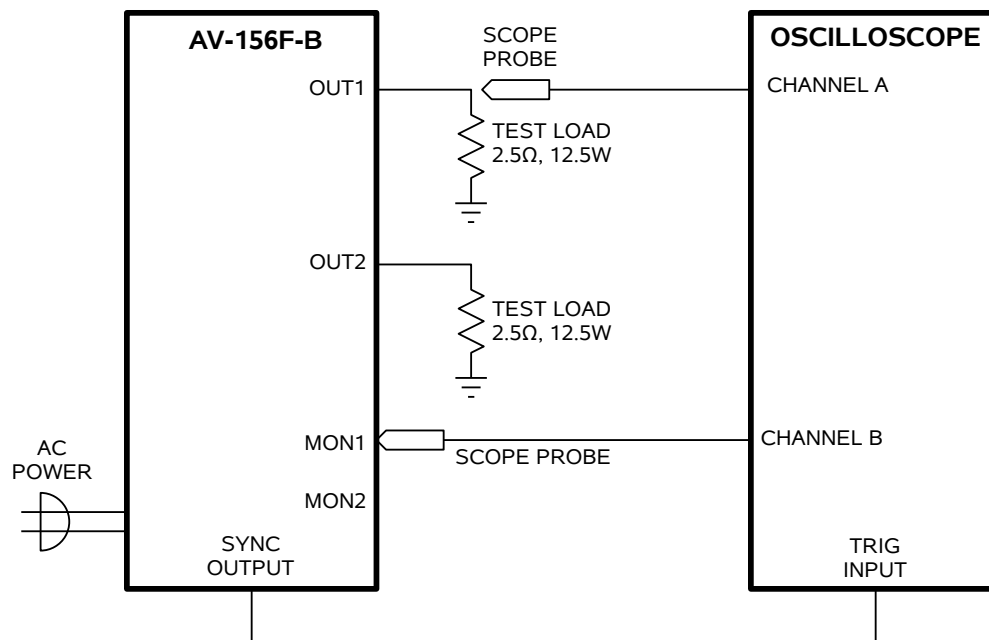 AV-156F-B
OUT1
OUT2
MON1
MON2
SYNC
OUTPUT
AC
POWER
SCOPE
PROBE
TEST LOAD
2.5Ω, 12.5W
TEST LOAD
2.5Ω, 12.5W
SCOPE PROBE
OSCILLOSCOPE
CHANNEL A
CHANNEL B
TRIG
INPUT